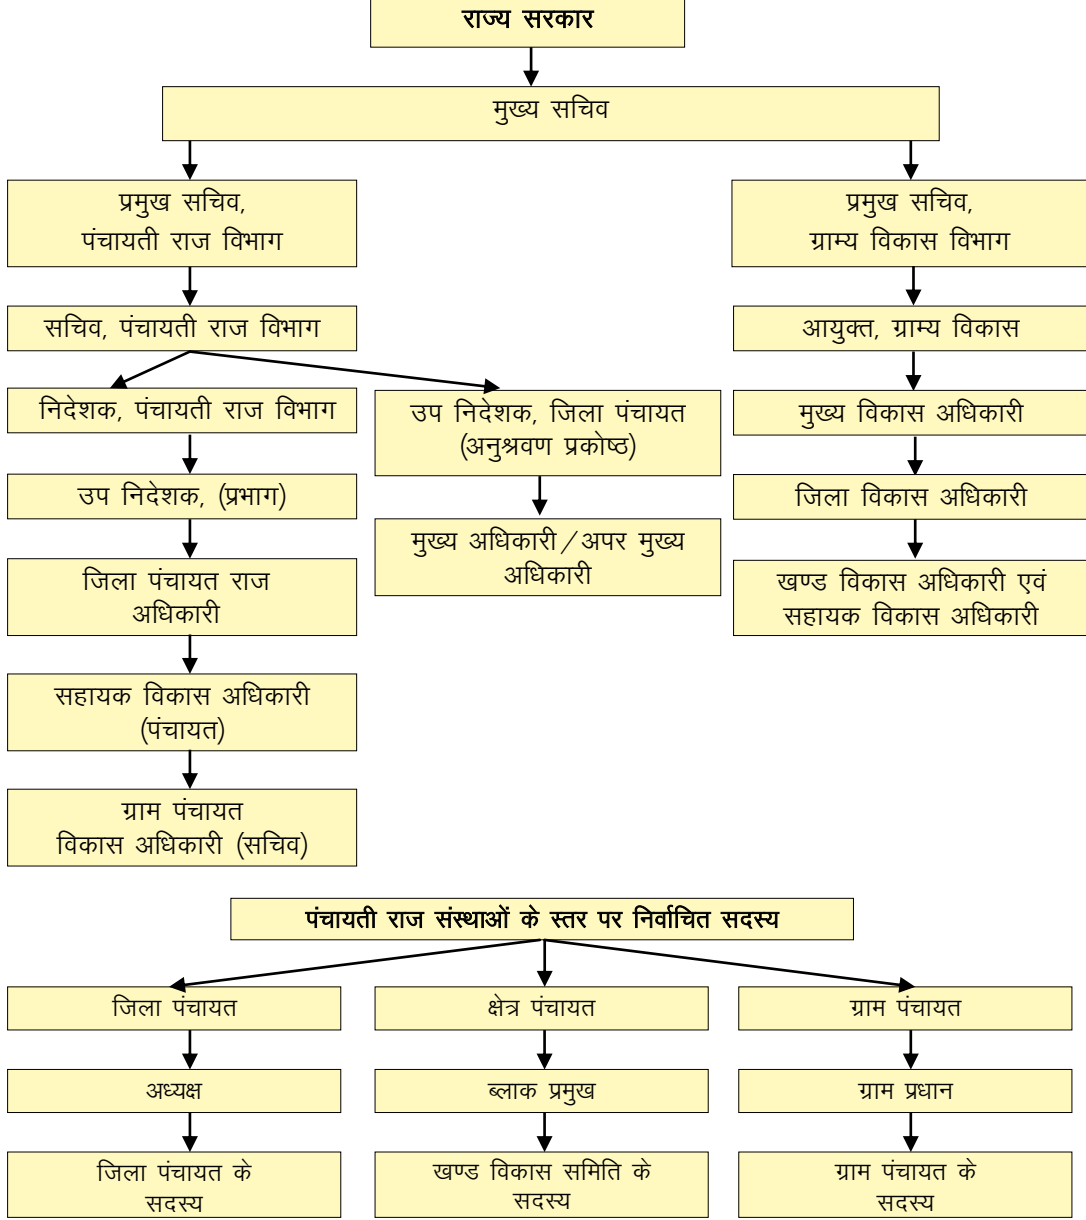 राज्य सरकार
मुख्य सचिव
प्रमुख सचिव,
पंचायती राज विभाग
प्रमुख सचिव,
ग्राम्य विकास विभाग
सचिव, पंचायती राज विभाग
आयुक्त, ग्राम्य विकास
निदेशक, पंचायती राज विभाग
उप निदेशक, जिला पंचायत
(अनुश्रवण प्रकोष्ठ)
मुख्य विकास अधिकारी
उप निदेशक, (प्रभाग)
जिला विकास अधिकारी
मुख्य अधिकारी/अपर मुख्य
अधिकारी
जिला पंचायत राज
अधिकारी
खण्ड विकास अधिकारी एवं
सहायक विकास अधिकारी
सहायक विकास अधिकारी
(पंचायत)
ग्राम पंचायत
विकास अधिकारी (सचिव)
पंचायती राज संस्थाओं के स्तर पर निर्वाचित सदस्य
जिला पंचायत
क्षेत्र पंचायत
ग्राम पंचायत
अध्यक्ष
ब्लाक प्रमुख
ग्राम प्रधान
जिला पंचायत के
सदस्य
खण्ड विकास समिति के
सदस्य
ग्राम पंचायत के
सदस्य